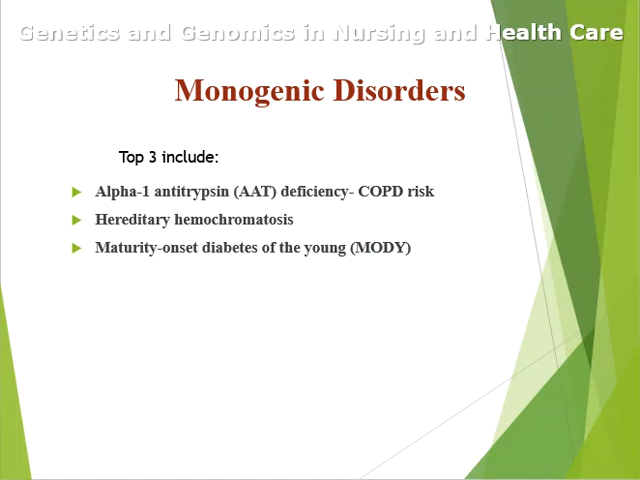 Genetics and Genomics in Nursing and Health Care
Monogenic Disorders
Top 3 include:
Alpha-1 antitrypsin (AAT) deficiency- COPD risk
Hereditary hemochromatosis
Maturity-onset diabetes of the young (MODY)